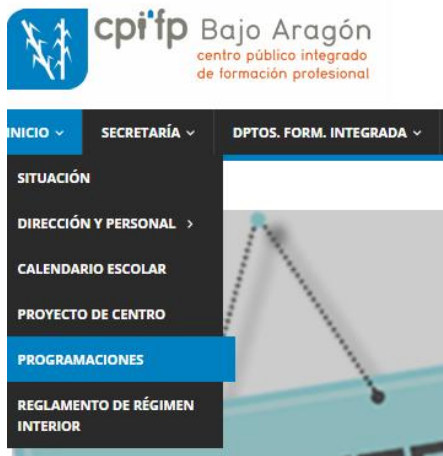 cpi'fp Bajo Aragón
centro público integrado
de formación profesional
INICIO SECRETARÍA DPTOS. FORM. INTEGRADA
SITUACIÓN
DIRECCIÓN Y PERSONAL >
CALENDARIO ESCOLAR
PROYECTO DE CENTRO
PROGRAMACIONES
REGLAMENTO DE RÉGIMEN
INTERIOR